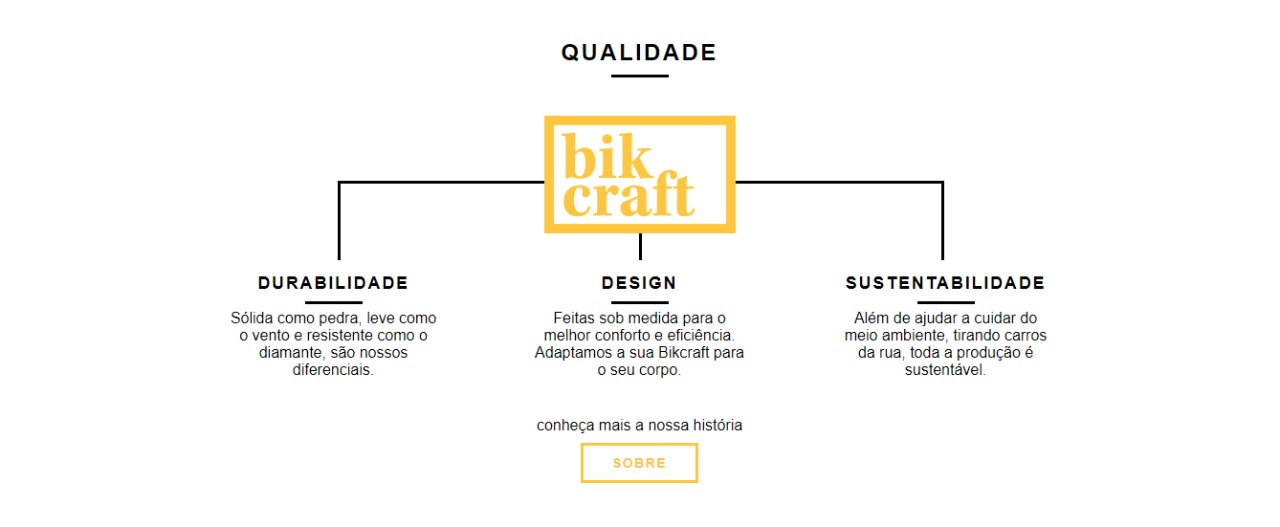 QUALIDADE
bik
craft
DURABILIDADE
Sólida como pedra, leve como
o vento e resistente como o
diamante, são nossos
diferenciais.
DESIGN
Feitas sob medida para o
melhor conforto e eficiência.
Adaptamos a sua Bikcraft para
o seu corpo.
SUSTENTABILIDADE
Além de ajudar a cuidar do
meio ambiente, tirando carros
da rua, toda a produção é
sustentável.
conheça mais a nossa história
SOBRE